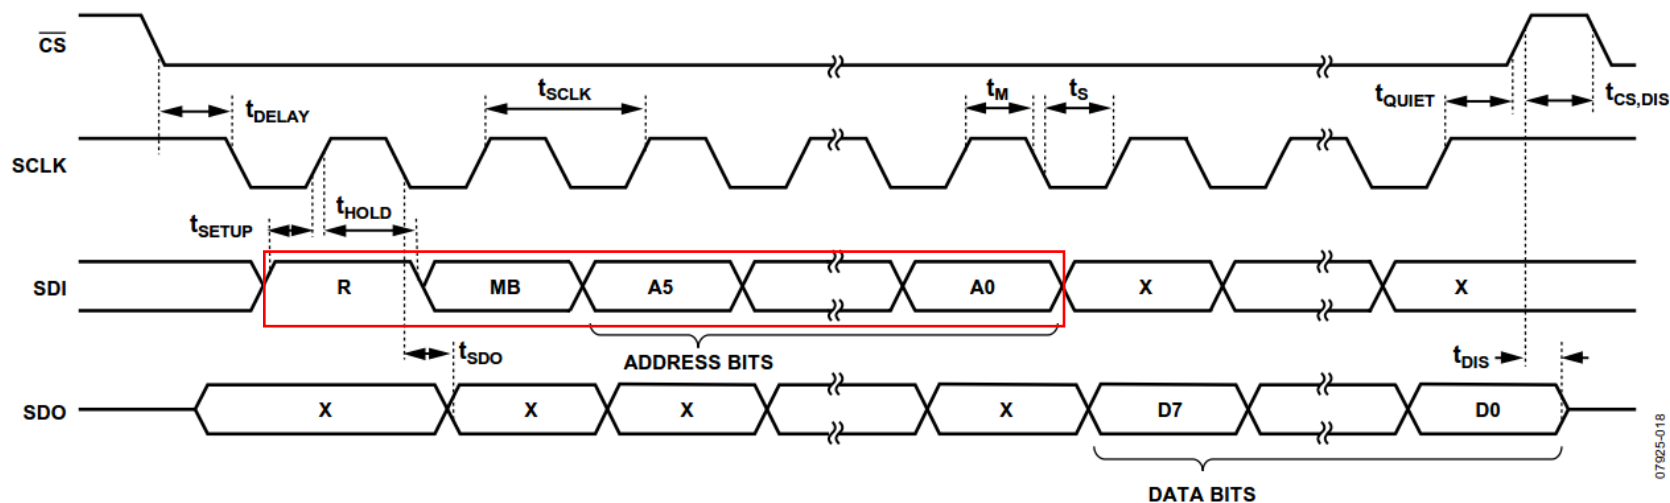 CS
tDELAY
tSCLK
tM
tS
tQUIET
tCS,DIS
SCLK
tSETUP
tHOLD
SDI
R
MB
A5
A0
X
X
tSDO
ADDRESS BITS
tDIS
SDO
X
X
X
X
D7
D0
DATA BITS
07925-018